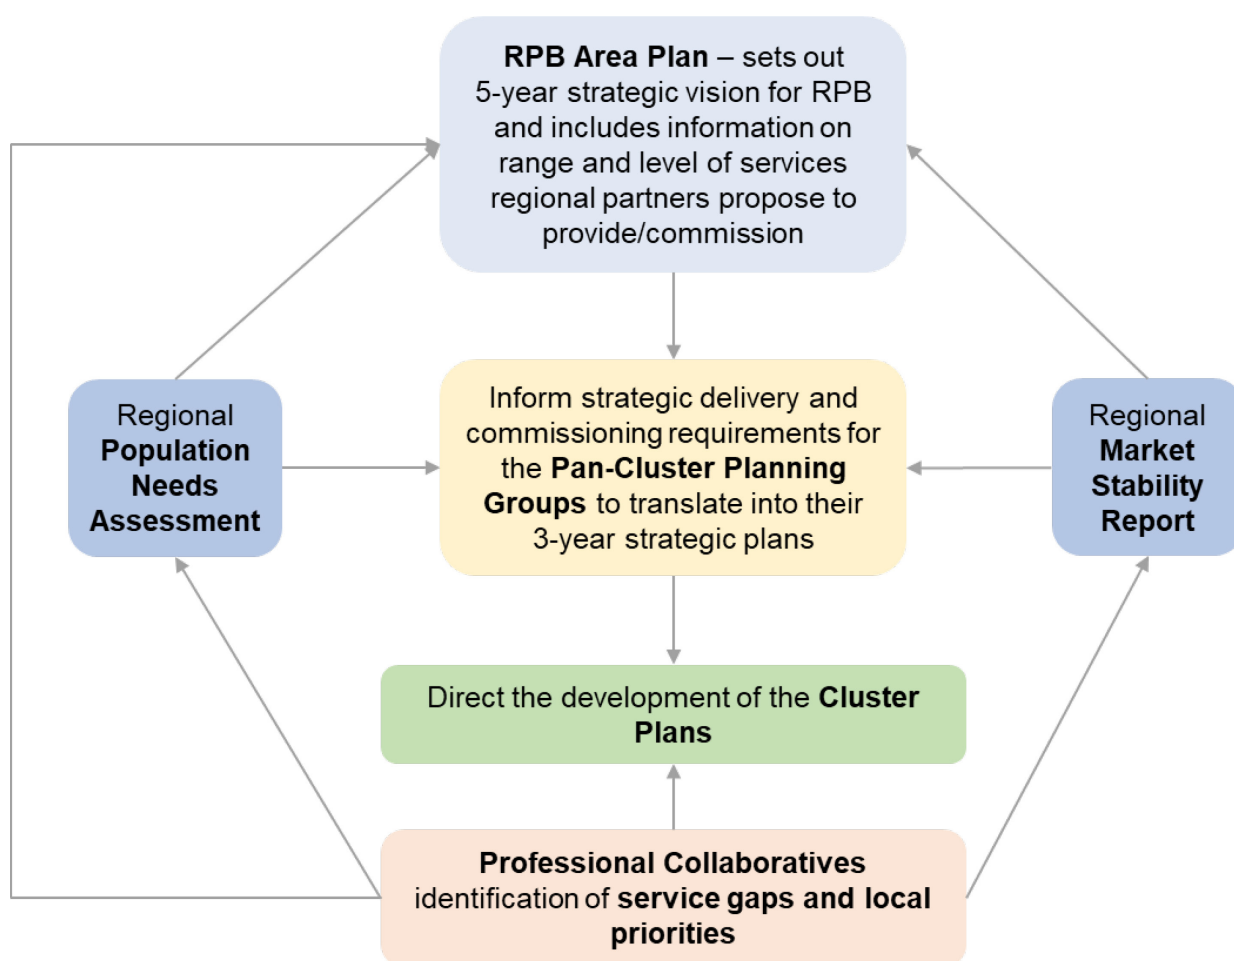 RPB Area Plan – sets out
5-year strategic vision for RPB
and includes information on
range and level of services
regional partners propose to
provide/commission
Regional
Population
Needs
Assessment
Inform strategic delivery and
commissioning requirements for
the Pan-Cluster Planning
Groups to translate into their
3-year strategic plans
Regional
Market
Stability
Report
Direct the development of the Cluster
Plans
Professional Collaboratives
identification of service gaps and local
priorities